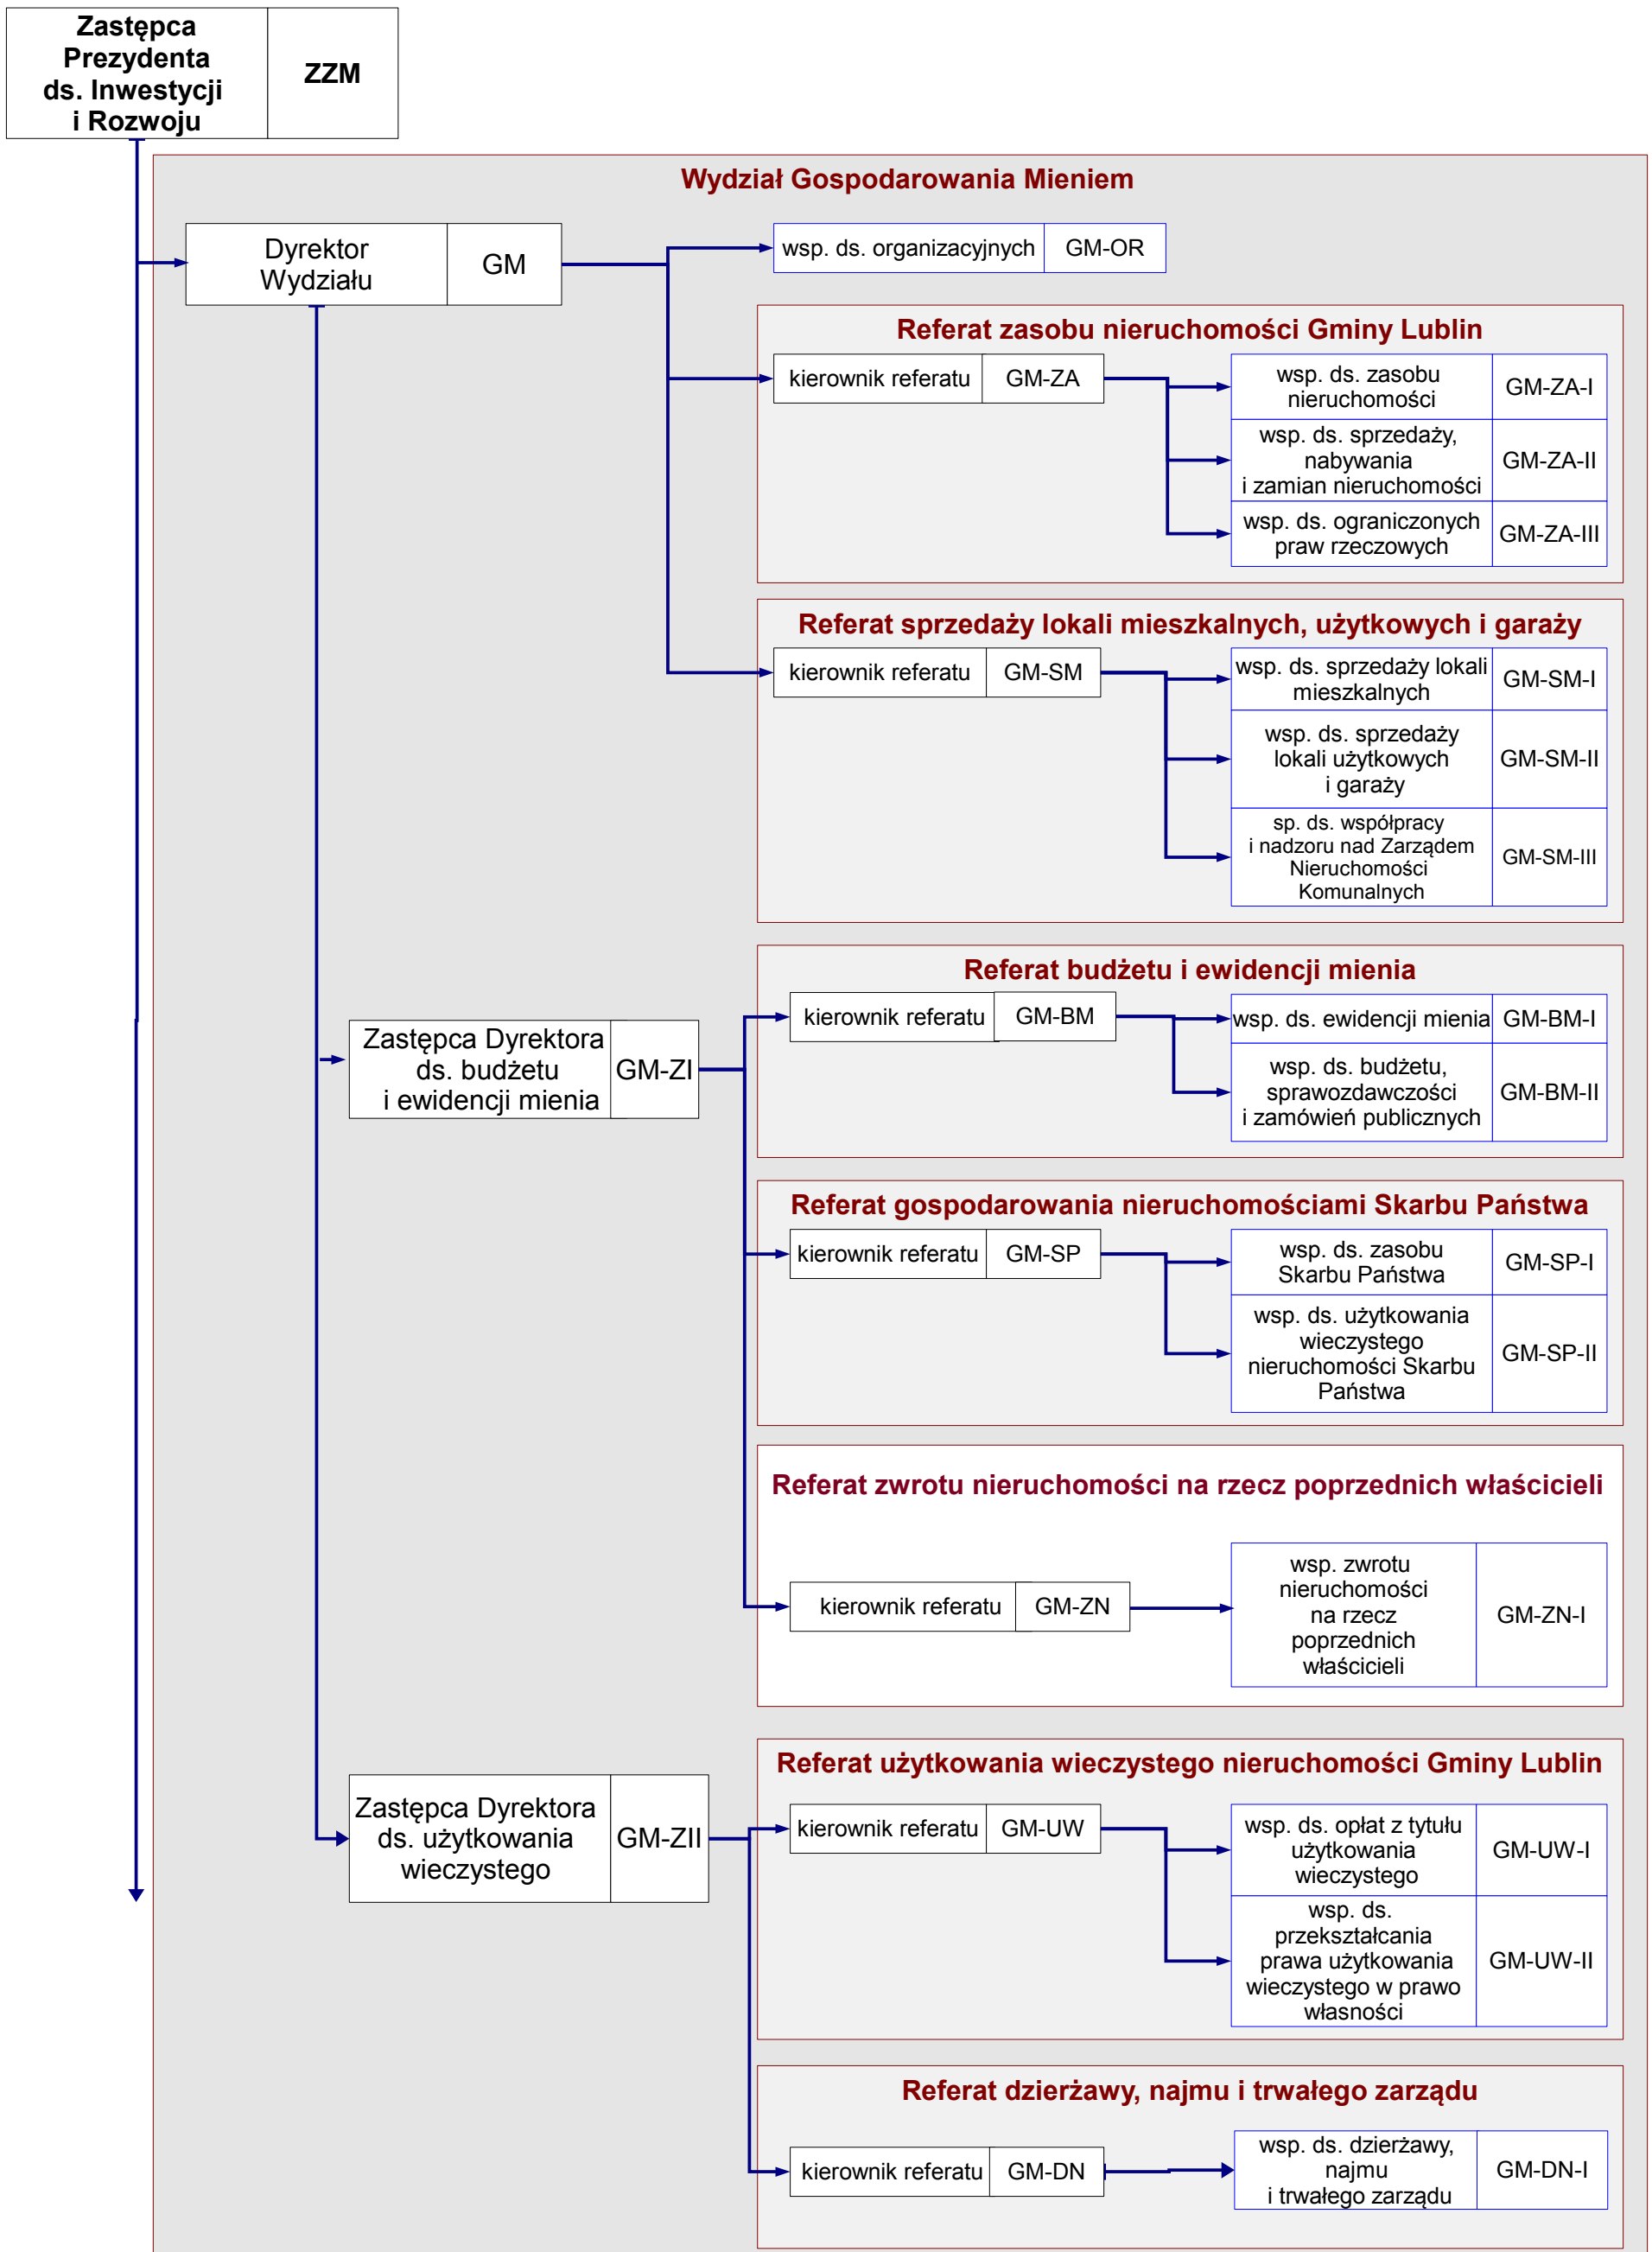 Zastępca
Prezydenta
ds. Inwestycji
i Rozwoju
ZZM
Wydział Gospodarowania Mieniem
Dyrektor
Wydziału
GM
wsp. ds. organizacyjnych
GM-OR
Referat zasobu nieruchomości Gminy Lublin
kierownik referatu
GM-ZA
wsp. ds. zasobu
nieruchomości
GM-ZA-I
wsp. ds. sprzedaży,
nabywania
i zamian nieruchomości
GM-ZA-II
wsp. ds. ograniczonych
praw rzeczowych
GM-ZA-III
Referat sprzedaży lokali mieszkalnych, użytkowych i garaży
kierownik referatu
GM-SM
wsp. ds. sprzedaży lokali
mieszkalnych
GM-SM-I
wsp. ds. sprzedaży
lokali użytkowych
i garaży
GM-SM-II
sp. ds. współpracy
i nadzoru nad Zarządem
Nieruchomości
Komunalnych
GM-SM-III
Referat budżetu i ewidencji mienia
Zastępca Dyrektora
ds. budżetu
i ewidencji mienia
GM-ZI
kierownik referatu
GM-BM
wsp. ds. ewidencji mienia
GM-BM-I
wsp. ds. budżetu,
sprawozdawczości
i zamówień publicznych
GM-BM-II
Referat gospodarowania nieruchomościami Skarbu Państwa
kierownik referatu
GM-SP
wsp. ds. zasobu
Skarbu Państwa
GM-SP-I
wsp. ds. użytkowania
wieczystego
nieruchomości Skarbu
Państwa
GM-SP-II
Referat zwrotu nieruchomości na rzecz poprzednich właścicieli
kierownik referatu
GM-ZN
wsp. zwrotu
nieruchomości
na rzecz
poprzednich
właścicieli
GM-ZN-I
Referat użytkowania wieczystego nieruchomości Gminy Lublin
Zastępca Dyrektora
ds. użytkowania
wieczystego
GM-ZII
kierownik referatu
GM-UW
wsp. ds. opłat z tytułu
użytkowania
wieczystego
GM-UW-I
wsp. ds.
przekształcania
prawa użytkowania
wieczystego w prawo
własności
GM-UW-II
Referat dzierżawy, najmu i trwałego zarządu
kierownik referatu
GM-DN
wsp. ds. dzierżawy,
najmu
i trwałego zarządu
GM-DN-I